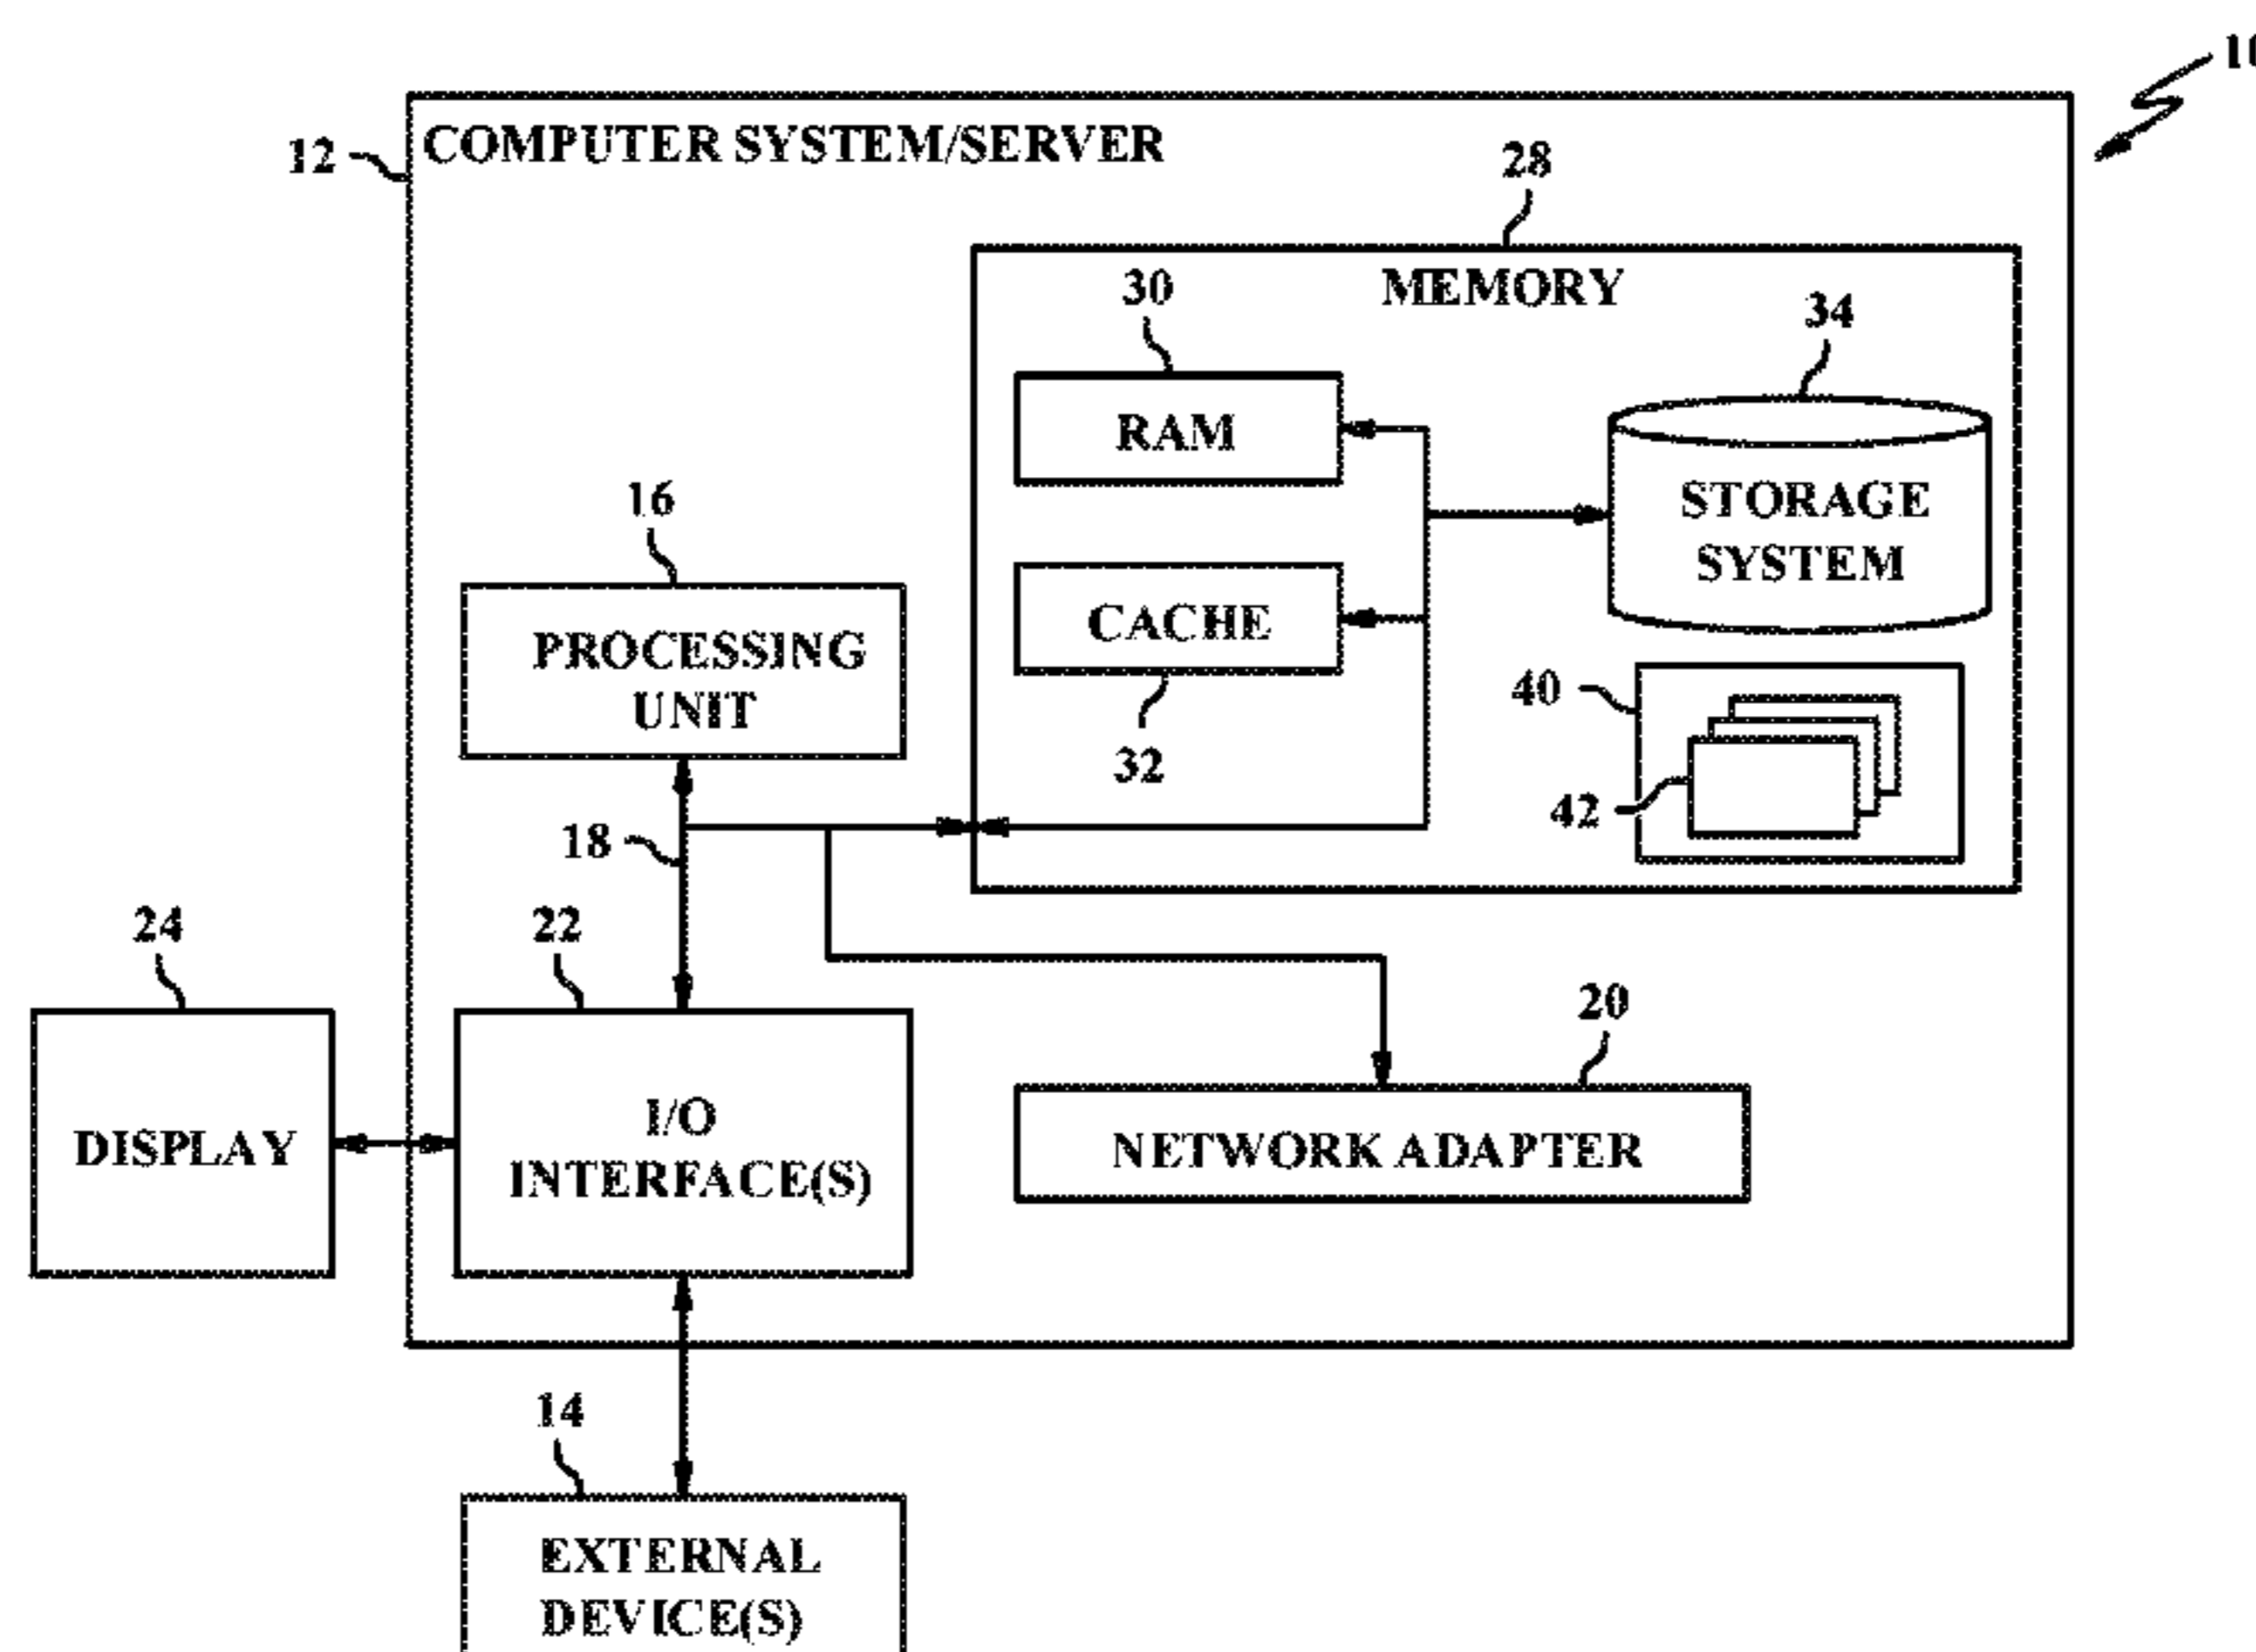 10
12
COMPUTER SYSTEM/SERVER
28
MEMORY
30
34
RAM
STORAGE
SYSTEM
16
PROCESSING
UNIT
CACHE
32
40
42
18
24
22
20
DISPLAY
I/O
INTERFACE(S)
NETWORK ADAPTER
14
EXTERNAL
DEVICE(S)